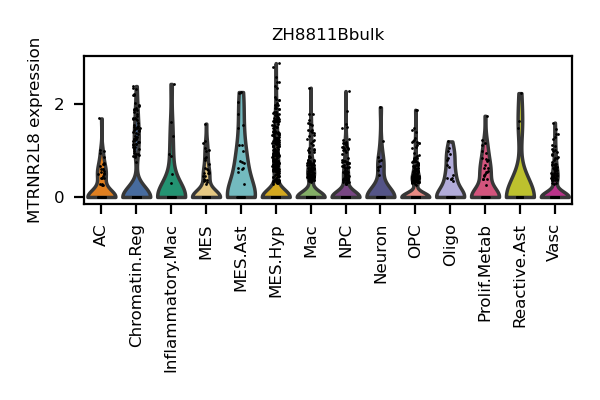 ZH8811Bbulk
MTRNR2L8 expression
2
0
AC
Chromatin.Reg
Inflammatory.Mac
MES
MES.Ast
MES.Hyp
Mac
NPC
Neuron
OPC
Oligo
Prolif.Metab
Reactive.Ast
Vasc